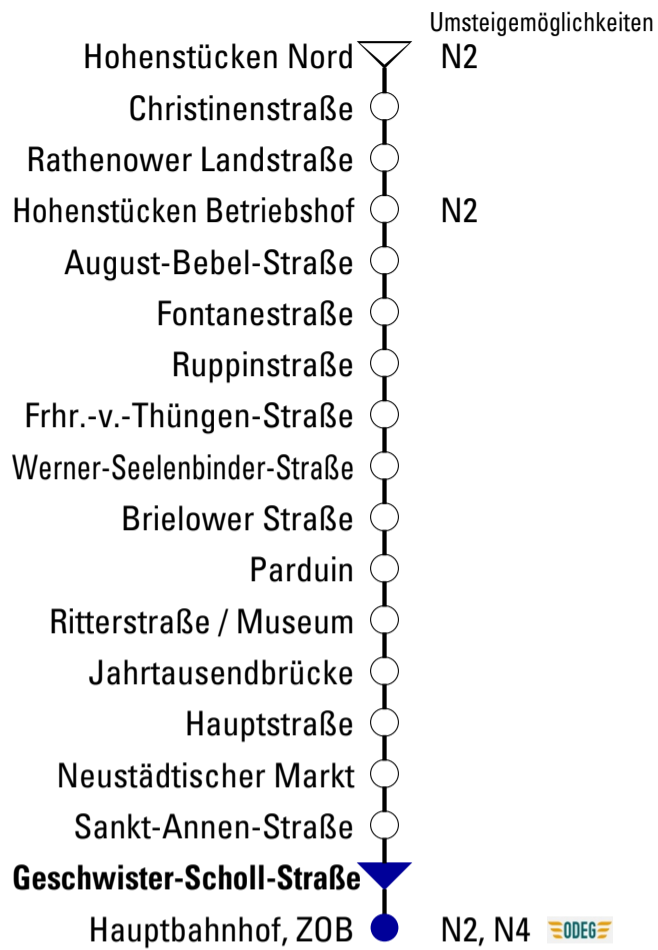 Umsteigemöglichkeiten
Hohenstücken Nord N2
Christinenstraße
Rathenower Landstraße
Hohenstücken Betriebshof N2
August-Bebel-Straße
Fontanestraße
Ruppinstraße
Frhr.-v.-Thüngen-Straße
Werner-Seelenbinder-Straße
Brielower Straße
Parduin
Ritterstraße / Museum
Jahrtausendbrücke
Hauptstraße
Neustädtischer Markt
Sankt-Annen-Straße
Geschwister-Scholl-Straße
Hauptbahnhof, ZOB N2, N4 ODEG